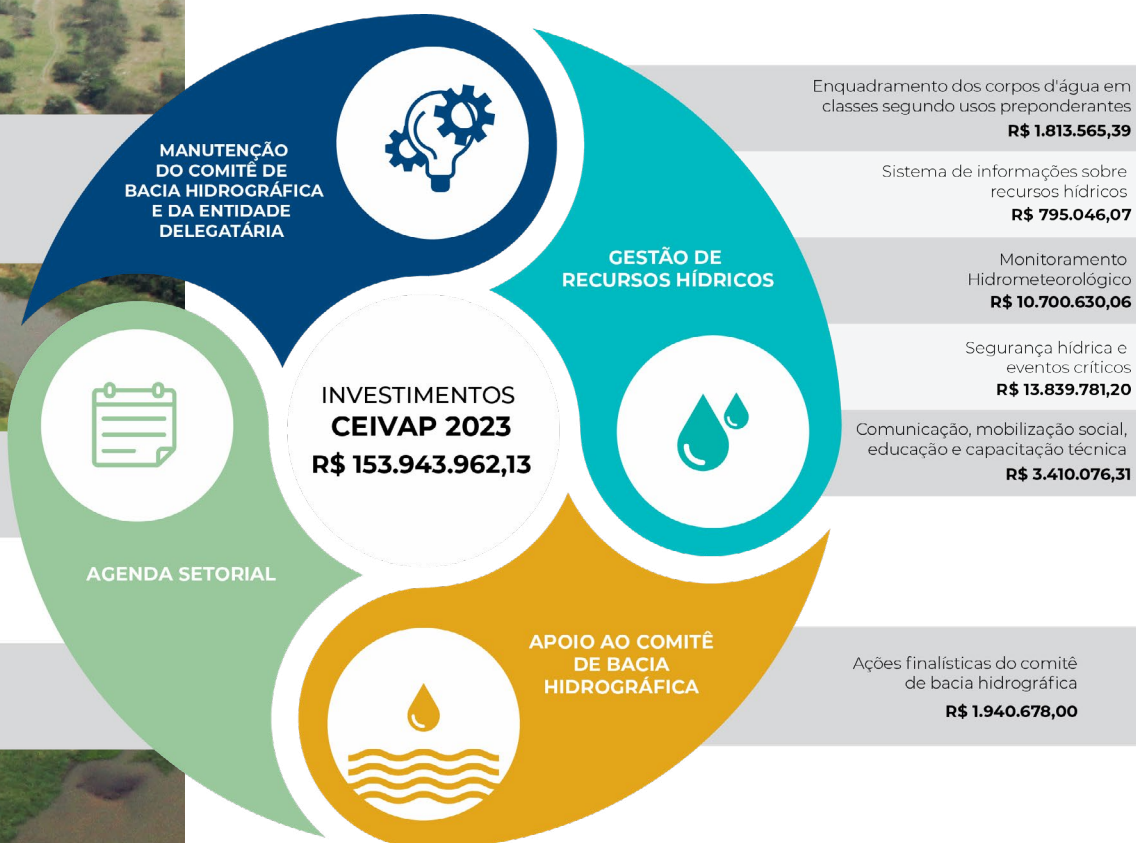 MANUTENÇÃO
DO COMITÊ DE
BACIA HIDROGRÁFICA
E DA ENTIDADE
DELEGATÁRIA
GESTÃO DE
RECURSOS HÍDRICOS
Enquadramento dos corpos d'água em
classes segundo usos preponderantes
R$ 1.813.565,39
Sistema de informações sobre
recursos hídricos
R$ 795.046,07
Monitoramento
Hidrometeorológico
R$ 10.700.630,06
Segurança hídrica e
eventos críticos
R$ 13.839.781,20
Comunicação, mobilização social,
educação e capacitação técnica
R$ 3.410.076,31
INVESTIMENTOS
CEIVAP 2023
R$ 153.943.962,13
AGENDA SETORIAL
APOIO AO COMITÊ
DE BACIA
HIDROGRÁFICA
Ações finalísticas do comitê
de bacia hidrográfica
R$ 1.940.678,00